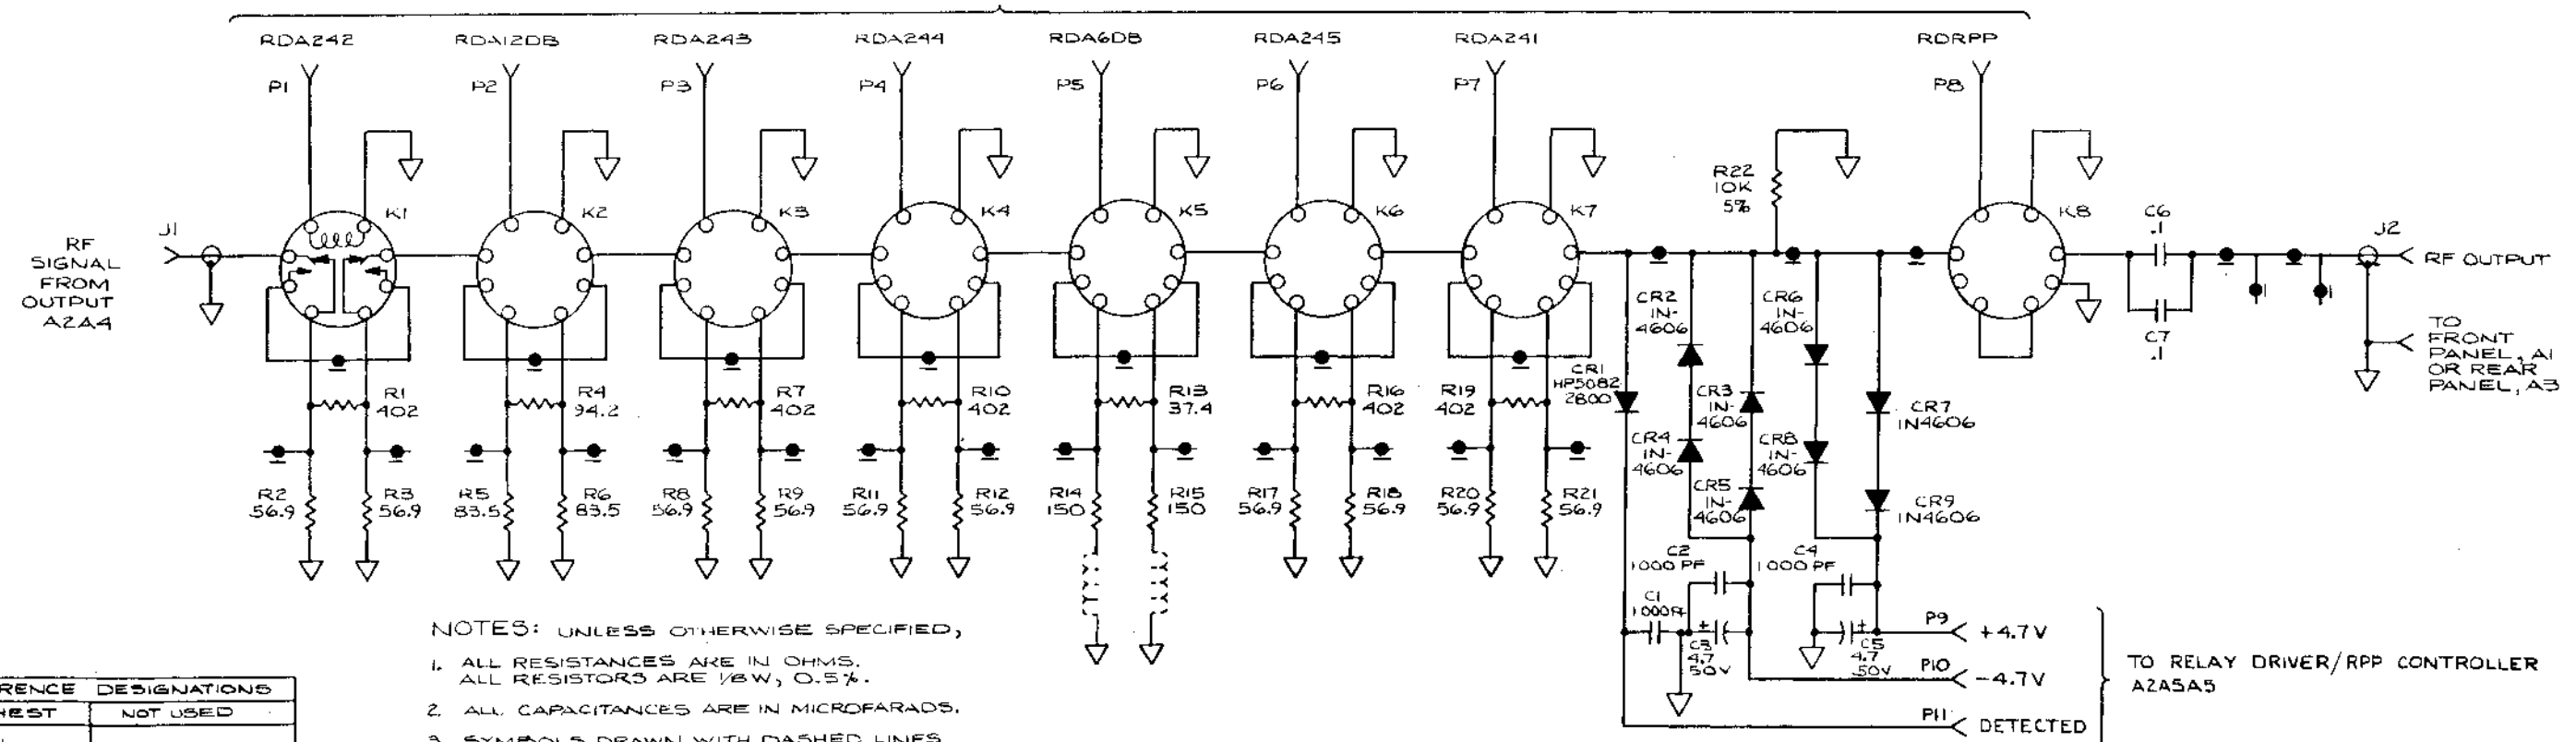 RDA242 RDA12DB RDA243 RDA244 RDA6DB RDA245 RDA241 RDRPP
P1 P2 P3 P4 P5 P6 P7 P8
K1 K2 K3 K4 K5 K6 K7 K8
J1
RF
SIGNAL
FROM
OUTPUT
A2A4
R22
10K
5%
C6
.1
C7
.1
J2
RF OUTPUT
TO
FRONT
PANEL, A1
OR REAR
PANEL, A3
R1
402
R4
94.2
R7
402
R10
402
R13
37.4
R16
402
R19
402
R2
56.9
R3
56.9
R5
83.5
R6
83.5
R8
56.9
R9
56.9
R11
56.9
R12
56.9
R14
150
R15
150
R17
56.9
R18
56.9
R20
56.9
R21
56.9
CR1
HP5082
2800
CR2
IN-
4606
CR4
IN-
4606
CR3
IN-
4606
CR5
IN-
4606
CR6
IN-
4606
CR8
IN-
4606
CR7
IN4606
CR9
IN4606
C2
1000 PF
C4
1000 PF
C1
C3
4.7
50V
+
C5
4.7
50V
+
P9 +4.7V
P10 -4.7V
P11 DETECTED
TO RELAY DRIVER/RPP CONTROLLER
A2A5A5
NOTES: UNLESS OTHERWISE SPECIFIED,
1. ALL RESISTANCES ARE IN OHMS.
ALL RESISTORS ARE 1/8W, 0.5%.
2. ALL CAPACITANCES ARE IN MICROFARADS.
3. SYMBOLS DRAWN WITH DASHED LINES
RENCE DESIGNATIONS
HEST NOT USED